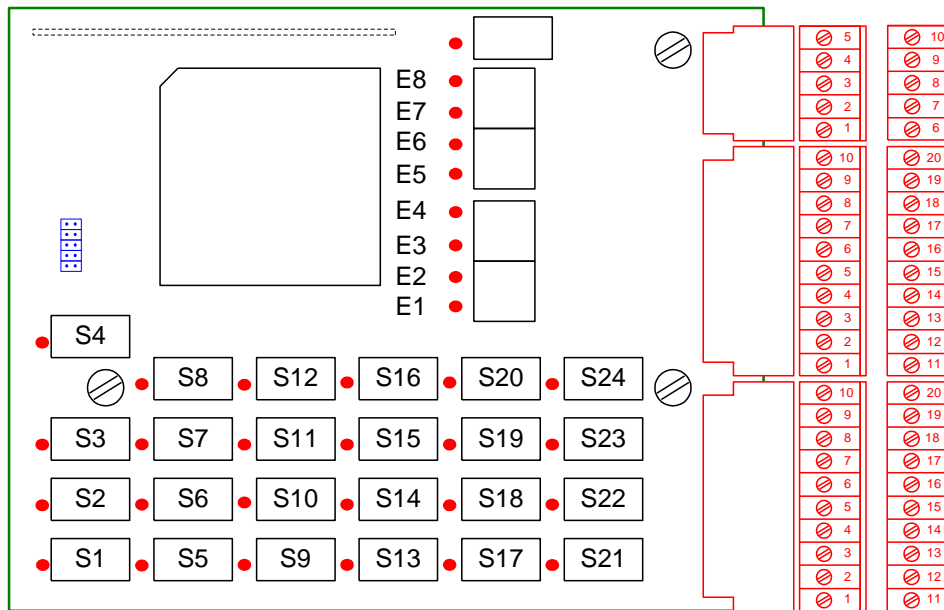 5 10
E8 4 9
E7 3 8
E6 2 7
1 6
E5 10 20
9 19
E4 8 18
7 17
E3 6 16
E2 5 15
E1 4 14
3 13
S4 2 12
1 11
S8 S12 S16 S20 S24
10 20
9 19
S3 S7 S11 S15 S19 S23 8 18
7 17
S2 S6 S10 S14 S18 S22 6 16
5 15
4 14
S1 S5 S9 S13 S17 S21 3 13
2 12
1 11